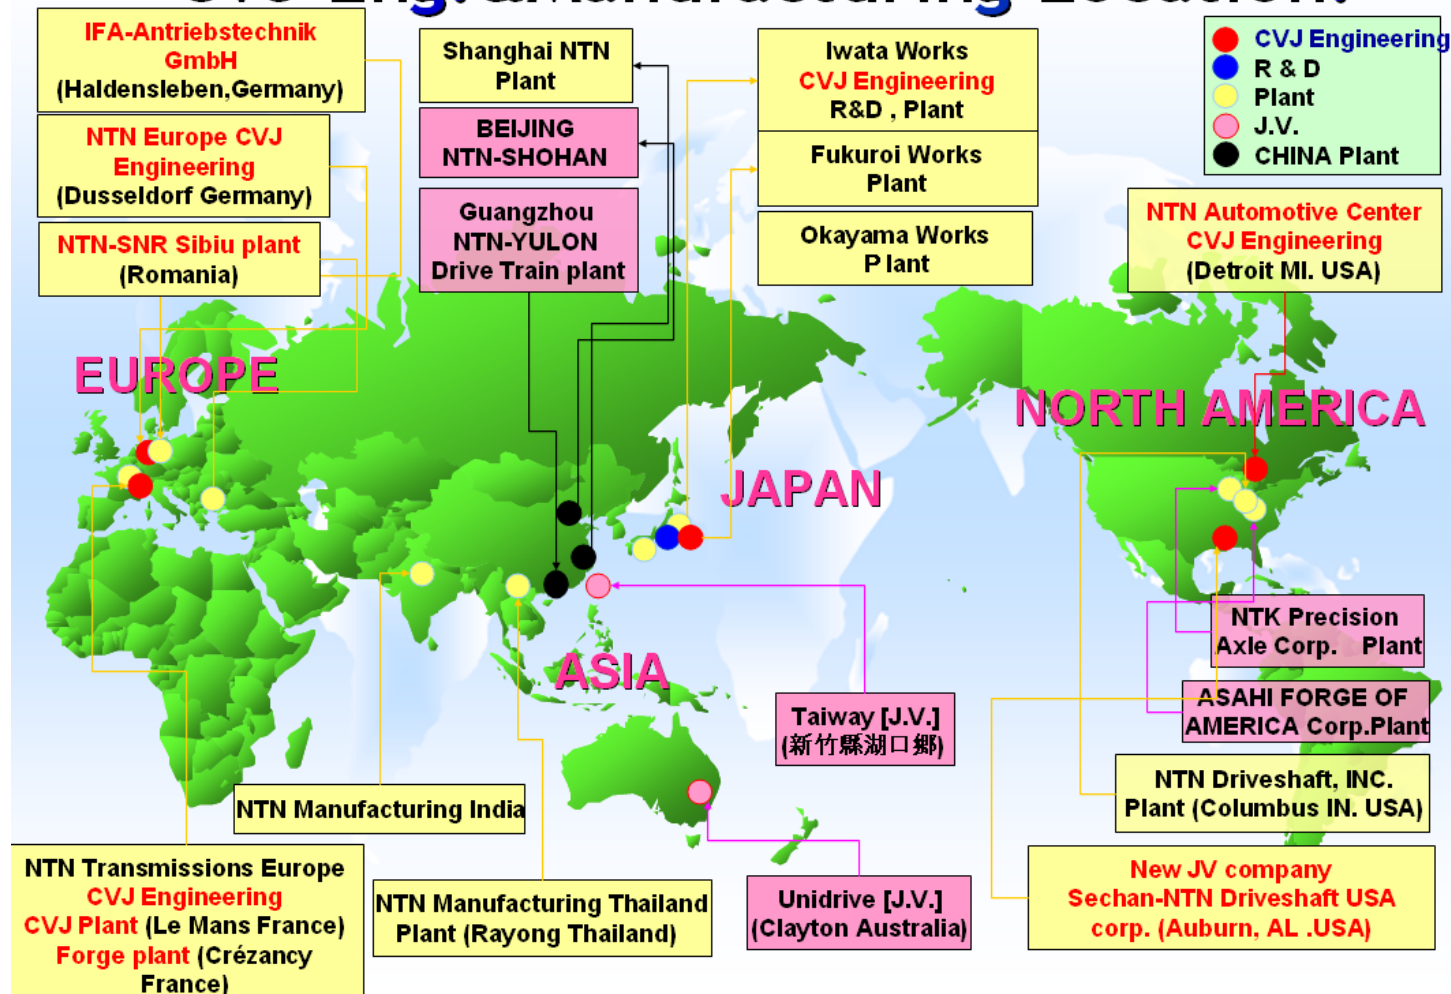 CVJ Eng.&Manufacturing Location.
IFA-Antriebstechnik
GmbH
(Haldensleben,Germany)
NTN Europe CVJ
Engineering
(Dusseldorf Germany)
NTN-SNR Sibiu plant
(Romania)
Shanghai NTN
Plant
BEIJING
NTN-SHOHAN
Guangzhou
NTN-YULON
Drive Train plant
Iwata Works
CVJ Engineering
R&D , Plant
Fukuroi Works
Plant
Okayama Works
Plant
CVJ Engineering
R & D
Plant
J.V.
CHINA Plant
NTN Automotive Center
CVJ Engineering
(Detroit MI. USA)
EUROPE
NORTH AMERICA
JAPAN
ASIA
NTK Precision
Axle Corp. Plant
ASAHI FORGE OF
AMERICA Corp.Plant
Taiway [J.V.]
(新竹縣湖口鄉)
NTN Driveshaft, INC.
Plant (Columbus IN. USA)
NTN Manufacturing India
NTN Transmissions Europe
CVJ Engineering
CVJ Plant (Le Mans France)
Forge plant (Crézancy
France)
NTN Manufacturing Thailand
Plant (Rayong Thailand)
Unidrive [J.V.]
(Clayton Australia)
New JV company
Sechan-NTN Driveshaft USA
corp. (Auburn, AL .USA)